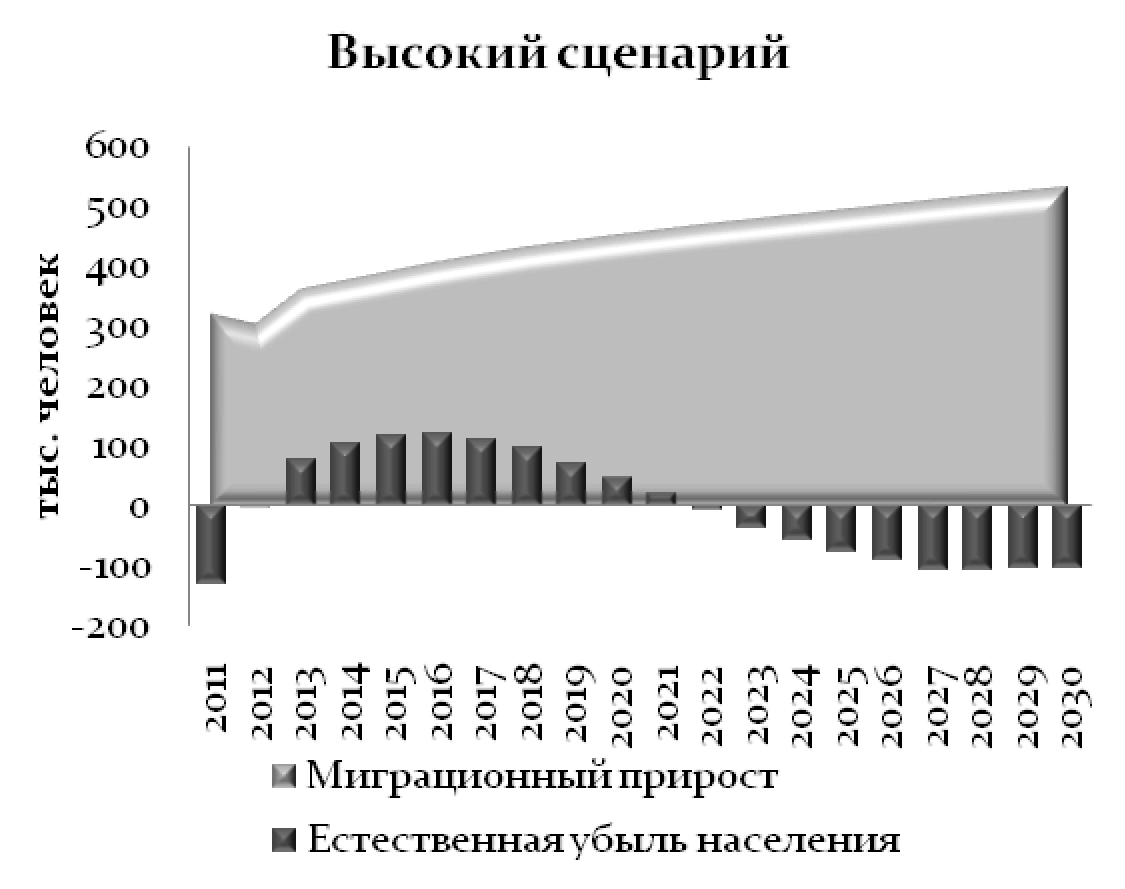 Высокий сценарий
тыс. человек
600
500
400
300
200
100
0
-100
-200
2011 2012 2013 2014 2015 2016 2017 2018 2019 2020 2021 2022 2023 2024 2025 2026 2027 2028 2029 2030
Миграционный прирост
Естественная убыль населения